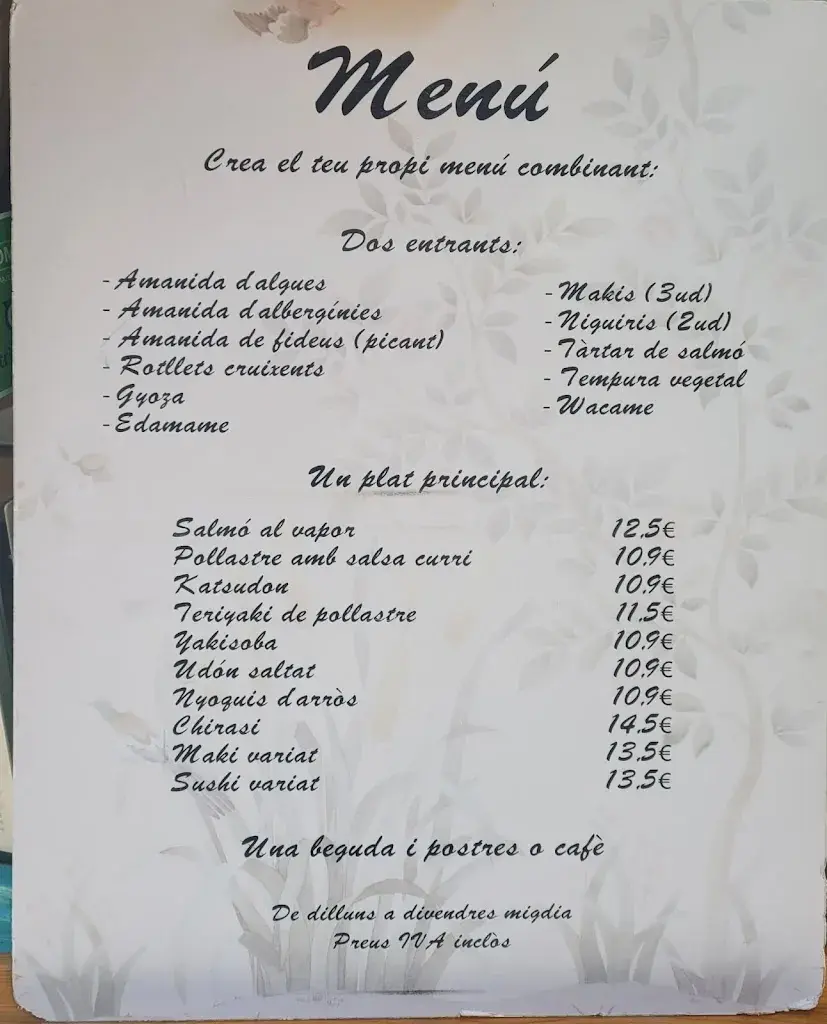 Menú
Crea el teu propi menú combinant:
Dos entrants:
- Amanida d'algues
- Amanida d'albergínies
- Amanida de fideus (picant)
- Rotllets cruixents
- Gyoza
- Edamame
- Makis (3ud)
- Niguiris (2ud)
- Tàrtar de salmó
- Tempura vegetal
- Wacame
Un plat principal:
Salmó al vapor 12,5€
Pollastre amb salsa curri 10,9€
Katsudon 10,9€
Teriyaki de pollastre 11,5€
Yakisoba 10,9€
Udón saltat 10,9€
Nyoquis d'arròs 10,9€
Chirasi 14,5€
Maki variat 13,5€
Sushi variat 13,5€
Una beguda i postres o cafè
De dilluns a divendres migdia
Preus IVA inclòs